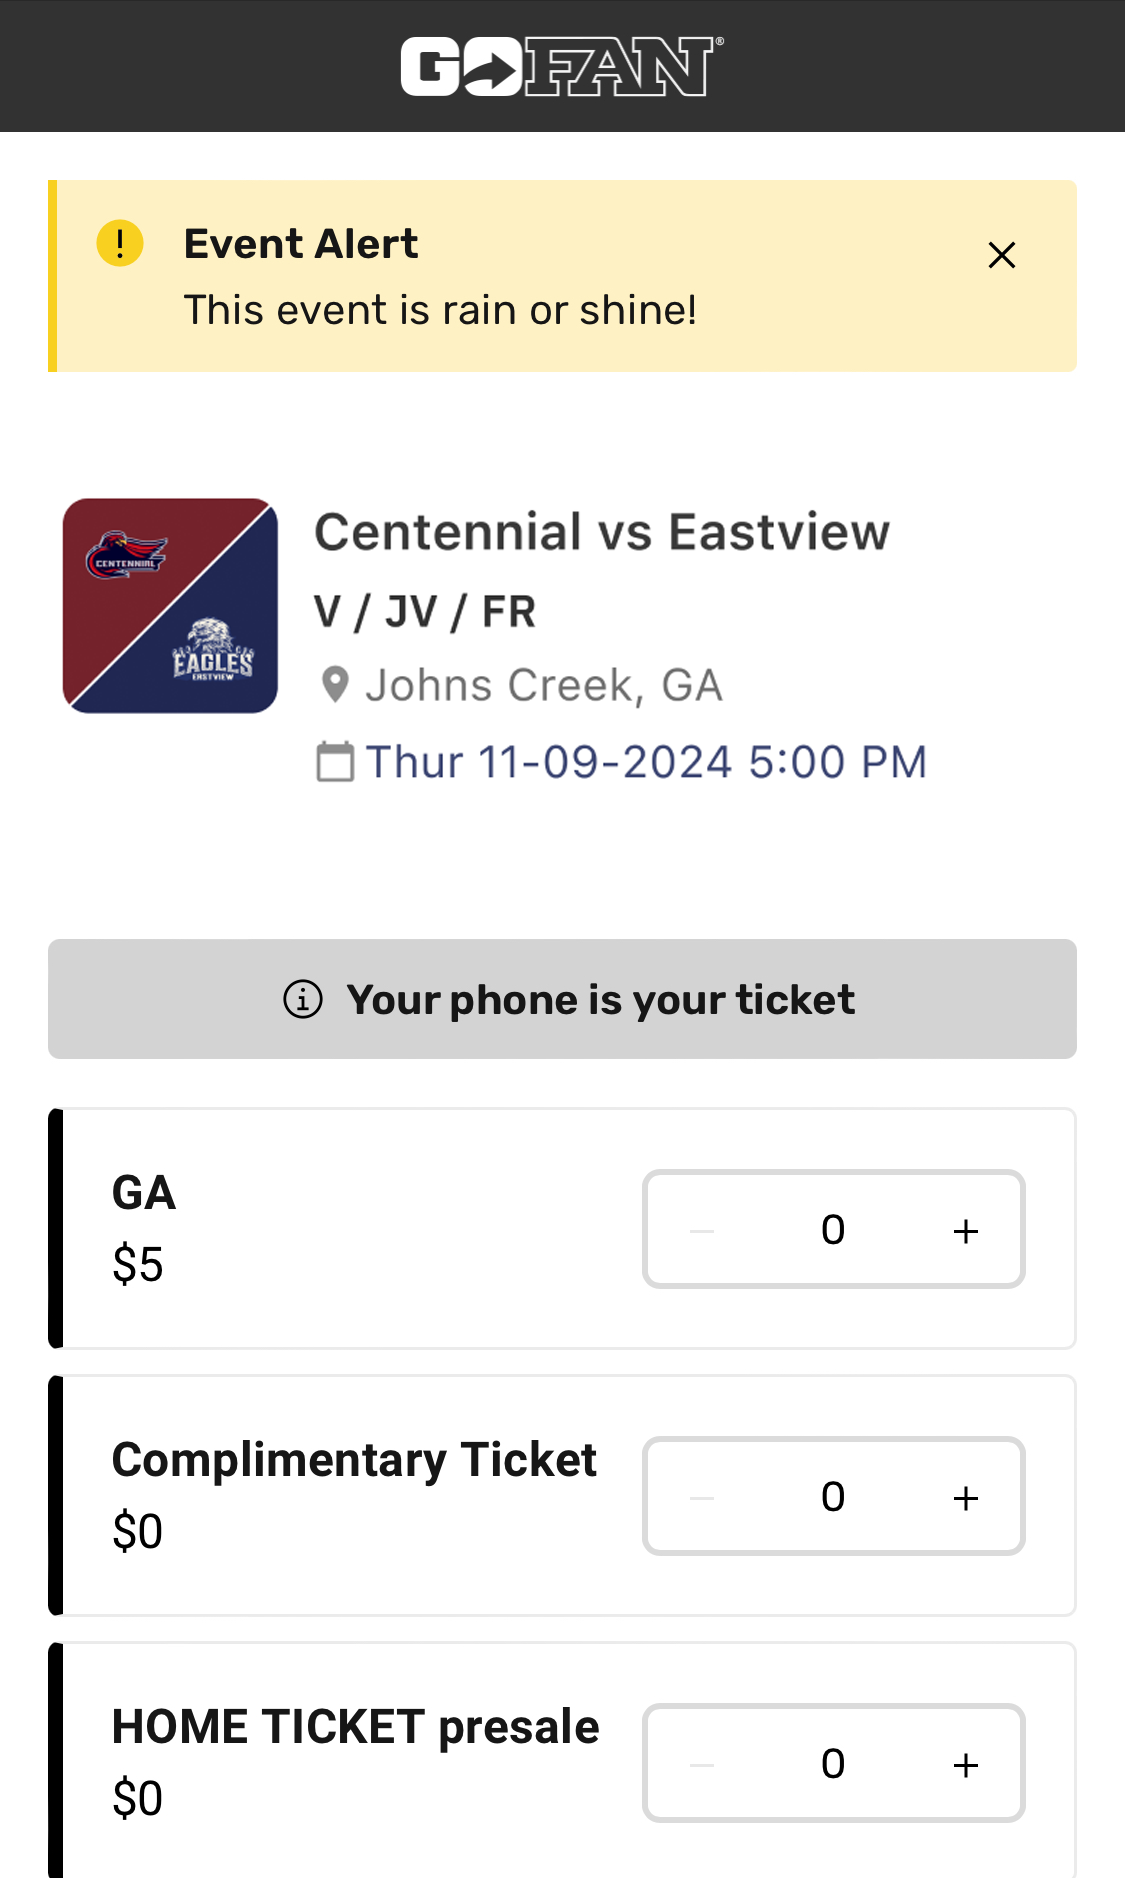 GOFAN®
Event Alert
This event is rain or shine!
Centennial vs Eastview
CENTENNIAL
V / JV / FR
EAGLES
EASTVIEW
Johns Creek, GA
Thur 11-09-2024 5:00 PM
Your phone is your ticket
GA
$5
0
Complimentary Ticket
$0
0
HOME TICKET presale
$0
0